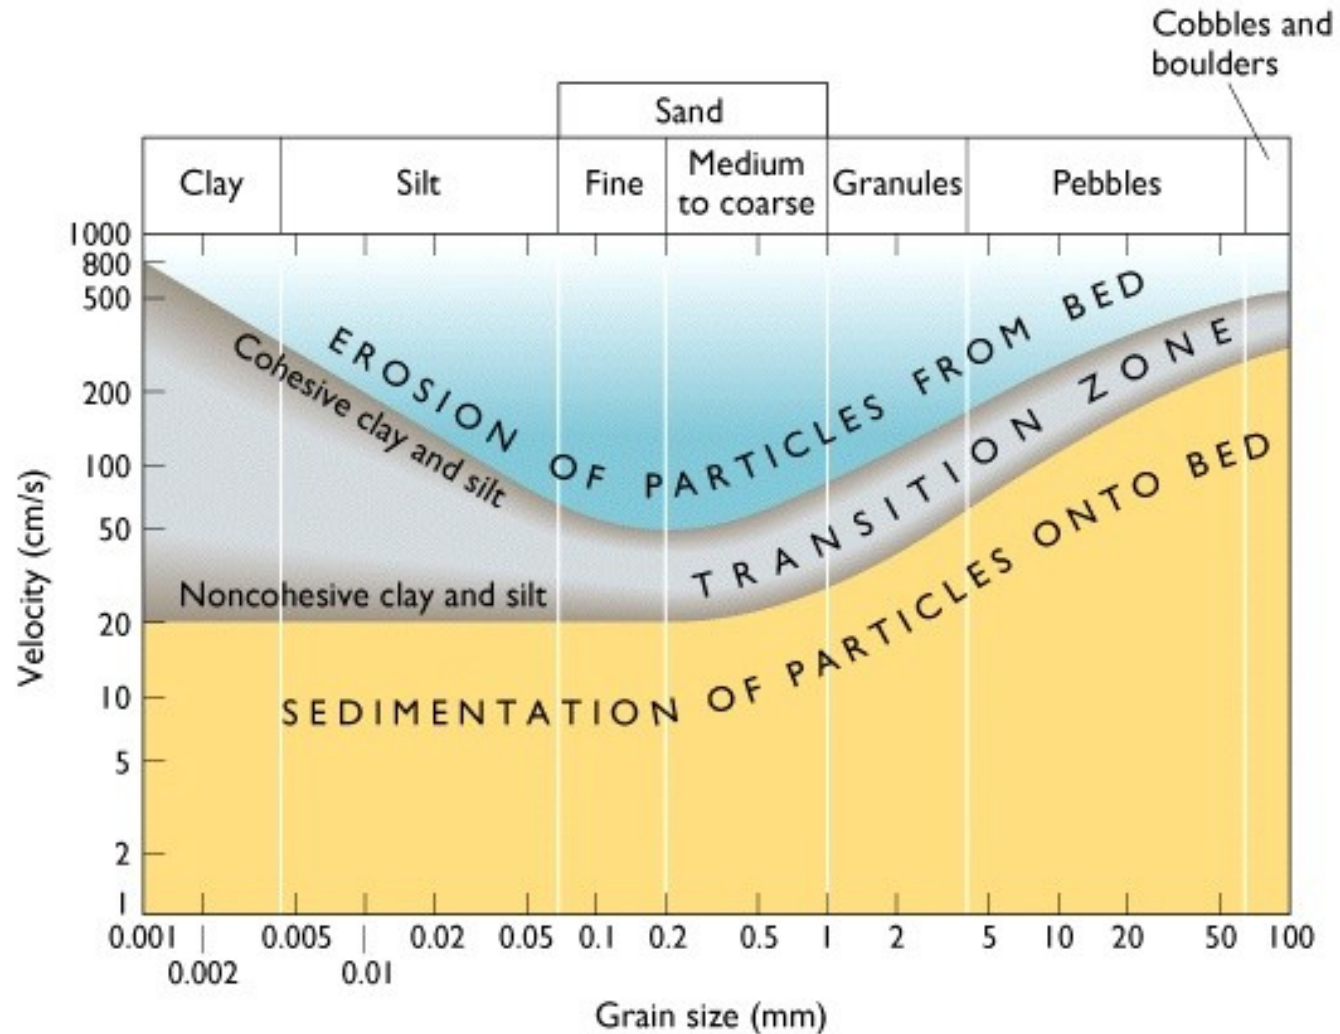 Cobbles and
boulders
Sand
Clay
Silt
Fine
Medium
to coarse
Granules
Pebbles
1000
800
500
200
100
50
20
10
5
2
1
Velocity (cm/s)
EROSION OF PARTICLES FROM BED
Cohesive clay and silt
TRANSITION ZONE
Noncohesive clay and silt
SEDIMENTATION OF PARTICLES ONTO BED
0.001
0.002
0.005
0.01
0.02
0.05
0.1
0.2
0.5
1
2
5
10
20
50
100
Grain size (mm)